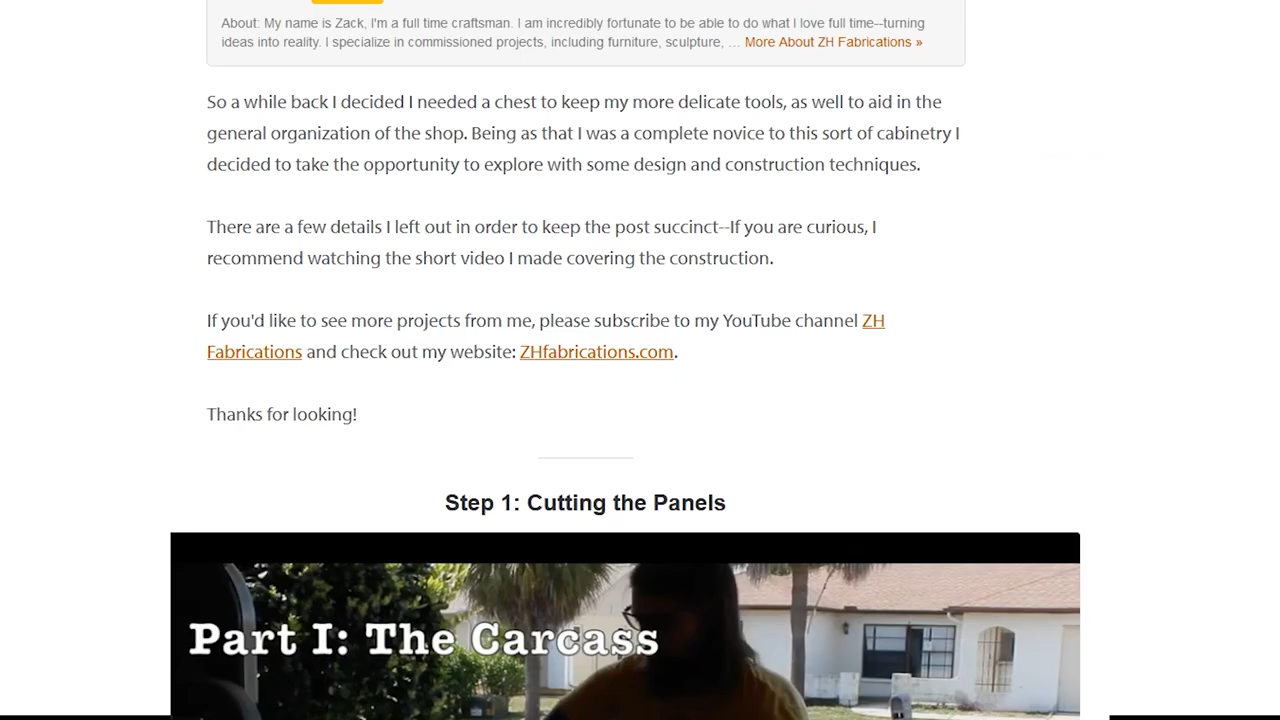 About: My name is Zack, I'm a full time craftsman. I am incredibly fortunate to be able to do what I love full time--turning
ideas into reality. I specialize in commissioned projects, including furniture, sculpture, … More About ZH Fabrications »
So a while back I decided I needed a chest to keep my more delicate tools, as well to aid in the
general organization of the shop. Being as that I was a complete novice to this sort of cabinetry I
decided to take the opportunity to explore with some design and construction techniques.
There are a few details I left out in order to keep the post succinct--If you are curious, I
recommend watching the short video I made covering the construction.
If you'd like to see more projects from me, please subscribe to my YouTube channel ZH
Fabrications and check out my website: ZHfabrications.com.
Thanks for looking!
Step 1: Cutting the Panels
Part I: The Carcass